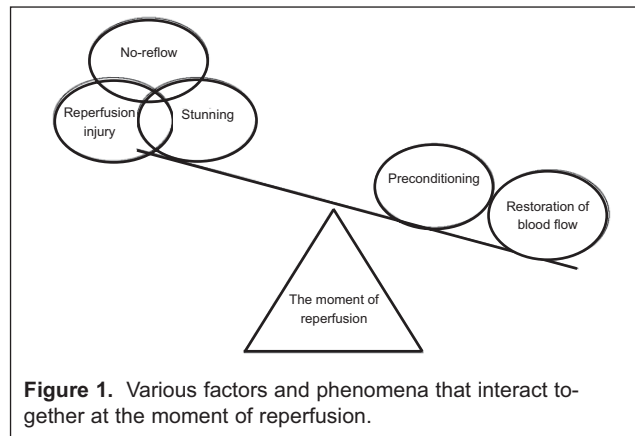 No-reflow
Reperfusion
injury
Stunning
Preconditioning
Restoration of
blood flow
The moment of
reperfusion
Figure 1. Various factors and phenomena that interact to-
gether at the moment of reperfusion.